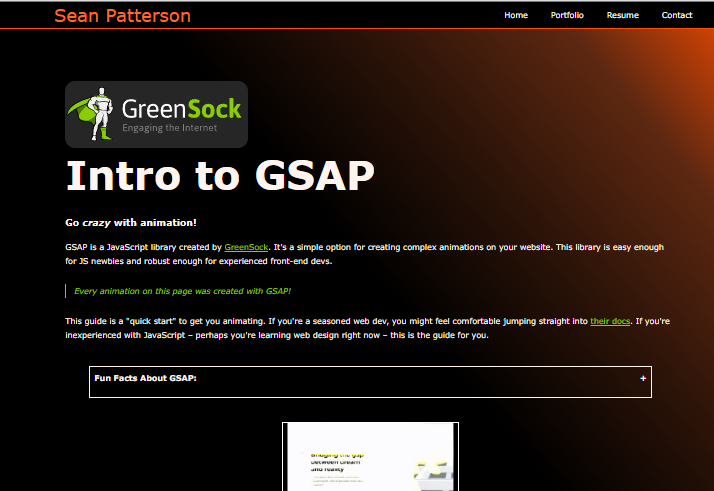 Sean Patterson
Home Portfolio Resume Contact
GreenSock
Engaging the Internet
Intro to GSAP
Go crazy with animation!
GSAP is a JavaScript library created by GreenSock. It's a simple option for creating complex animations on your website. This library is easy enough
for JS newbies and robust enough for experienced front-end devs.
Every animation on this page was created with GSAP!
This guide is a "quick start" to get you animating. If you're a seasoned web dev, you might feel comfortable jumping straight into their docs. If you're
inexperienced with JavaScript – perhaps you're learning web design right now – this is the guide for you.
Fun Facts About GSAP: +
Bridging the gap
between dream
and reality